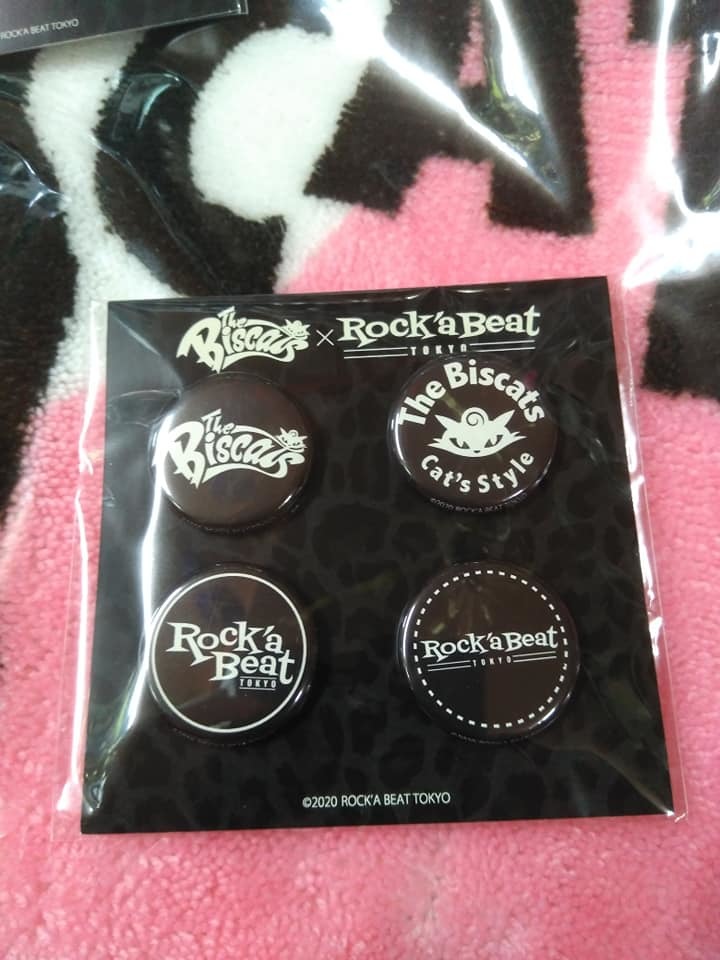 ROCK'A BEAT TOKYO
The Biscats × Rock'a Beat
TOKYO
The
Biscats
The Biscats
Cat's Style
©2020 ROCK'A BEAT
Rock'a
Beat
TOKYO
Rock'a Beat
TOKYO
©2020 ROCK'A BEAT TOKYO